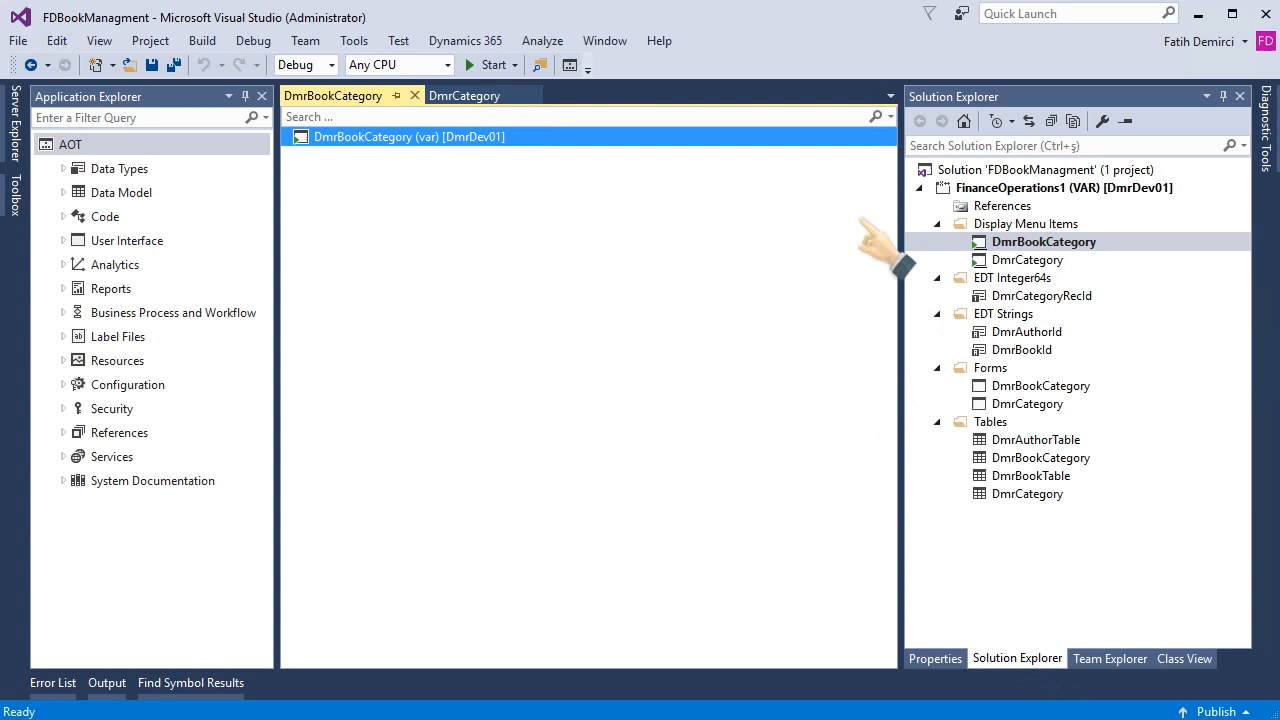 FDBookManagment - Microsoft Visual Studio (Administrator)
Quick Launch
File Edit View Project Build Debug Team Tools Test Dynamics 365 Analyze Window Help
Fatih Demirci FD
Debug Any CPU Start
Server Explorer
Toolbox
Application Explorer
Enter a Filter Query
AOT
Data Types
Data Model
Code
User Interface
Analytics
Reports
Business Process and Workflow
Label Files
Resources
Configuration
Security
References
Services
System Documentation
DmrBookCategory DmrCategory
Search ...
DmrBookCategory (var) [DmrDev01]
Solution Explorer
Search Solution Explorer (Ctrl+ş)
Solution 'FDBookManagment' (1 project)
FinanceOperations1 (VAR) [DmrDev01]
References
Display Menu Items
DmrBookCategory
DmrCategory
EDT Integer64s
DmrCategoryRecId
EDT Strings
DmrAuthorId
DmrBookId
Forms
DmrBookCategory
DmrCategory
Tables
DmrAuthorTable
DmrBookCategory
DmrBookTable
DmrCategory
Properties Solution Explorer Team Explorer Class View
Diagnostic Tools
Error List Output Find Symbol Results
Ready
Publish